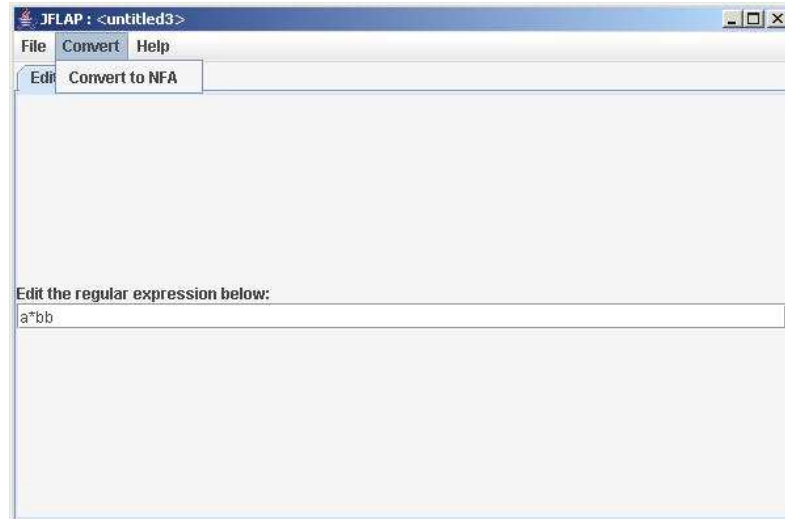 JFLAP : <untitled3>
File Convert Help
Edit
Convert to NFA
Edit the regular expression below:
a*bb